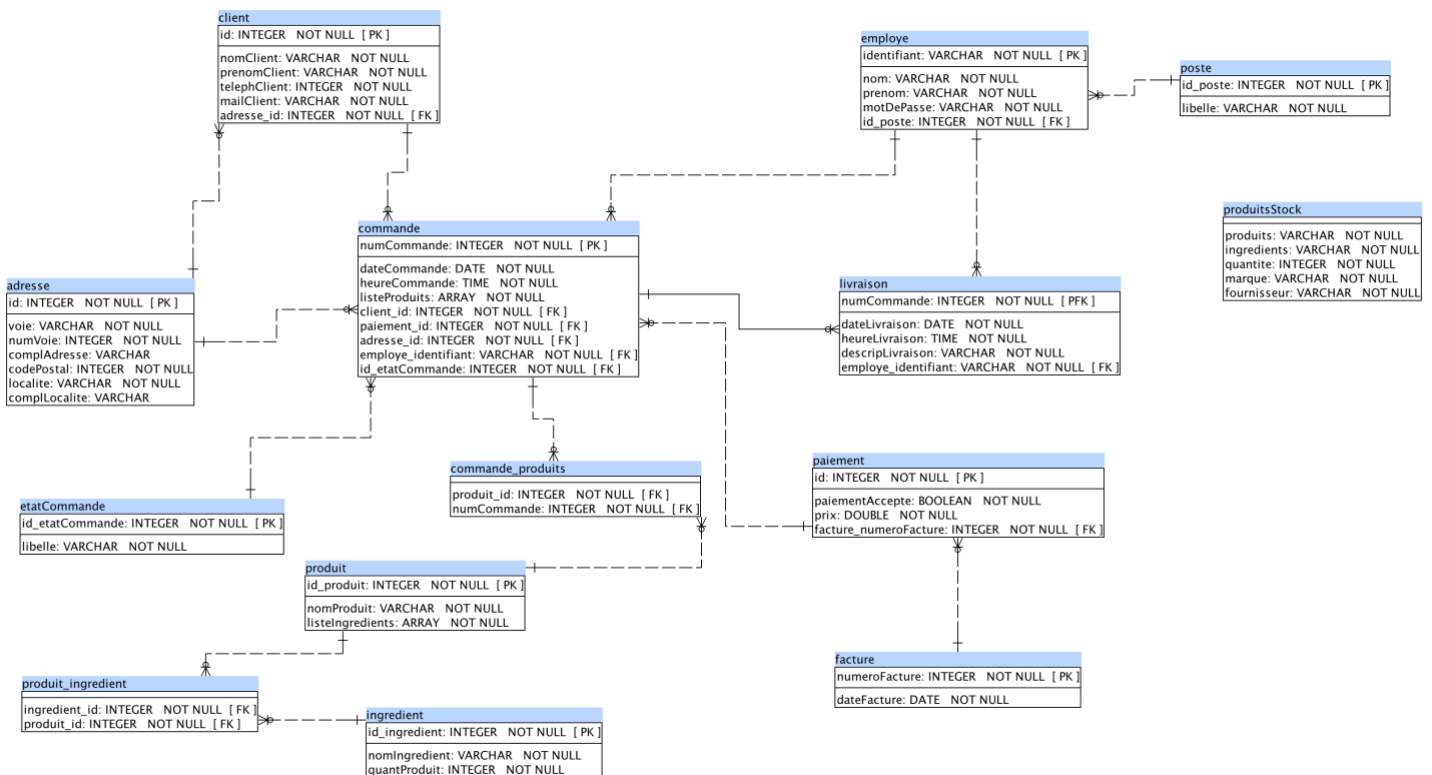 client
id: INTEGER NOT NULL [ PK ]
nomClient: VARCHAR NOT NULL
prenomClient: VARCHAR NOT NULL
telephClient: INTEGER NOT NULL
mailClient: VARCHAR NOT NULL
adresse_id: INTEGER NOT NULL [ FK ]
employe
identifiant: VARCHAR NOT NULL [ PK ]
nom: VARCHAR NOT NULL
prenom: VARCHAR NOT NULL
motDePasse: VARCHAR NOT NULL
id_poste: INTEGER NOT NULL [ FK ]
poste
id_poste: INTEGER NOT NULL [ PK ]
libelle: VARCHAR NOT NULL
produitsStock
produits: VARCHAR NOT NULL
ingredients: VARCHAR NOT NULL
quantite: INTEGER NOT NULL
marque: VARCHAR NOT NULL
fournisseur: VARCHAR NOT NULL
commande
numCommande: INTEGER NOT NULL [ PK ]
dateCommande: DATE NOT NULL
heureCommande: TIME NOT NULL
listeProduits: ARRAY NOT NULL
client_id: INTEGER NOT NULL [ FK ]
paiement_id: INTEGER NOT NULL [ FK ]
adresse_id: INTEGER NOT NULL [ FK ]
employe_identifiant: VARCHAR NOT NULL [ FK ]
id_etatCommande: INTEGER NOT NULL [ FK ]
adresse
id: INTEGER NOT NULL [ PK ]
voie: VARCHAR NOT NULL
numVoie: INTEGER NOT NULL
complAdresse: VARCHAR
codePostal: INTEGER NOT NULL
localite: VARCHAR NOT NULL
complLocalite: VARCHAR
livraison
numCommande: INTEGER NOT NULL [ PFK ]
dateLivraison: DATE NOT NULL
heureLivraison: TIME NOT NULL
descripLivraison: VARCHAR NOT NULL
employe_identifiant: VARCHAR NOT NULL [ FK ]
commande_produits
produit_id: INTEGER NOT NULL [ FK ]
numCommande: INTEGER NOT NULL [ FK ]
paiement
id: INTEGER NOT NULL [ PK ]
paiementAccepte: BOOLEAN NOT NULL
prix: DOUBLE NOT NULL
facture_numeroFacture: INTEGER NOT NULL [ FK ]
etatCommande
id_etatCommande: INTEGER NOT NULL [ PK ]
libelle: VARCHAR NOT NULL
produit
id_produit: INTEGER NOT NULL [ PK ]
nomProduit: VARCHAR NOT NULL
listeIngredients: ARRAY NOT NULL
facture
numeroFacture: INTEGER NOT NULL [ PK ]
dateFacture: DATE NOT NULL
produit_ingredient
ingredient_id: INTEGER NOT NULL [ FK ]
produit_id: INTEGER NOT NULL [ FK ]
ingredient
id_ingredient: INTEGER NOT NULL [ PK ]
nomIngredient: VARCHAR NOT NULL
quantProduit: INTEGER NOT NULL